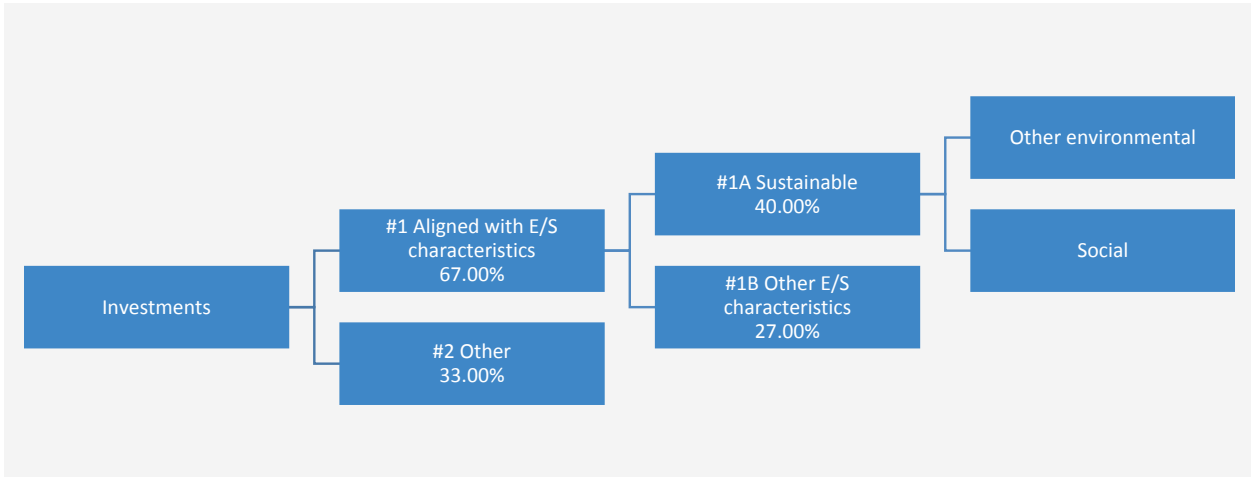 Investments
#1 Aligned with E/S
characteristics
67.00%
#2 Other
33.00%
#1A Sustainable
40.00%
#1B Other E/S
characteristics
27.00%
Other environmental
Social